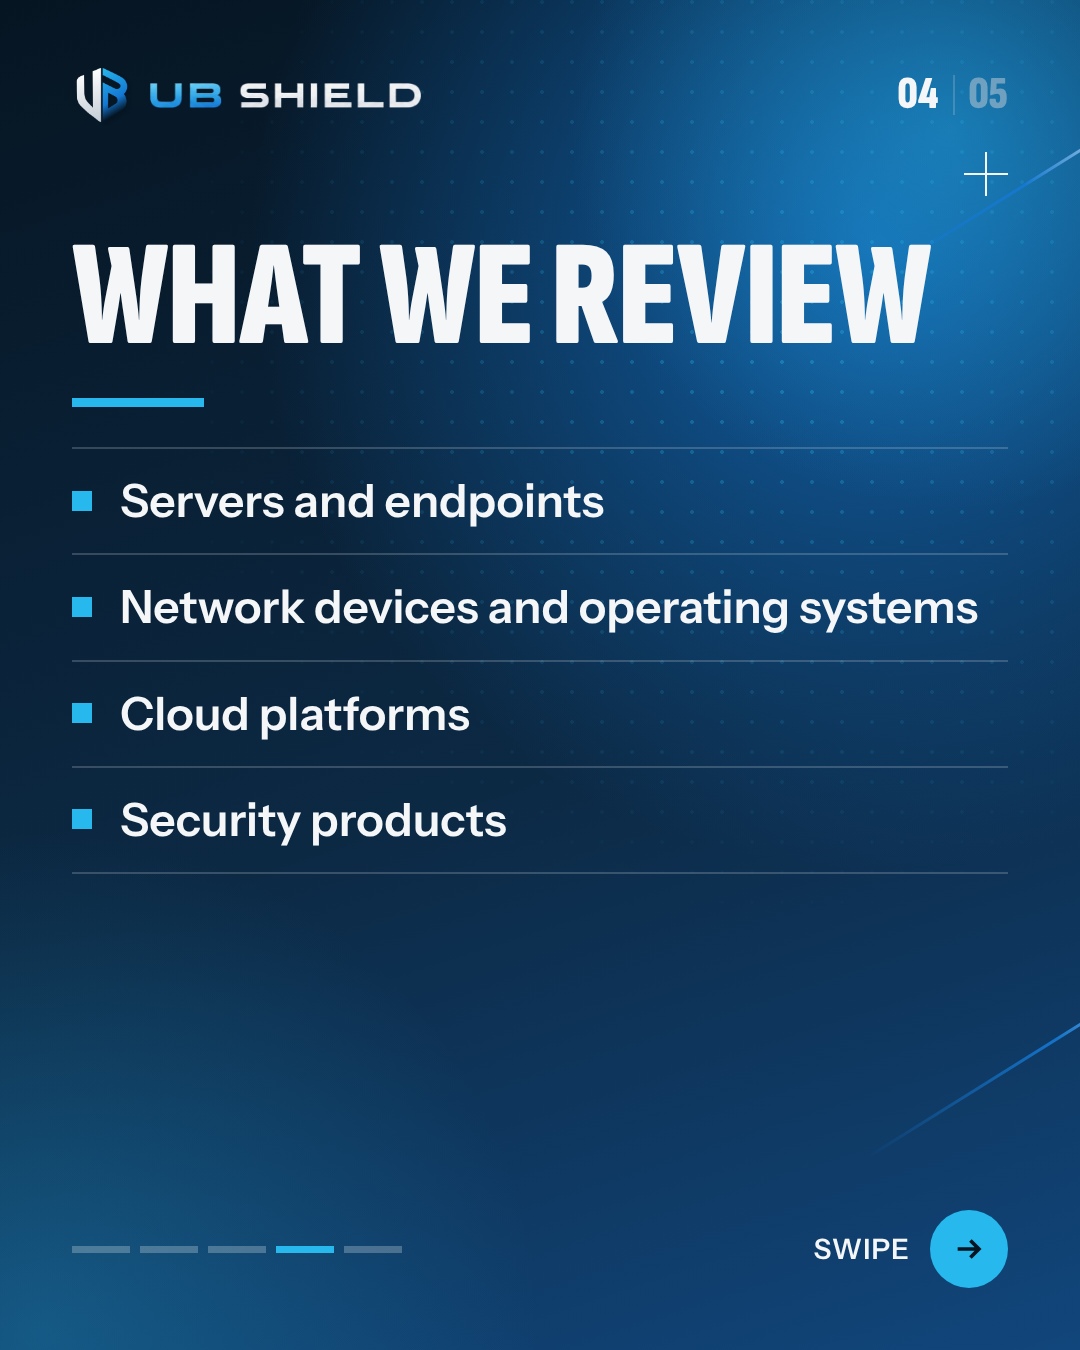 UB SHIELD
04 | 05
WHAT WE REVIEW
Servers and endpoints
Network devices and operating systems
Cloud platforms
Security products
SWIPE